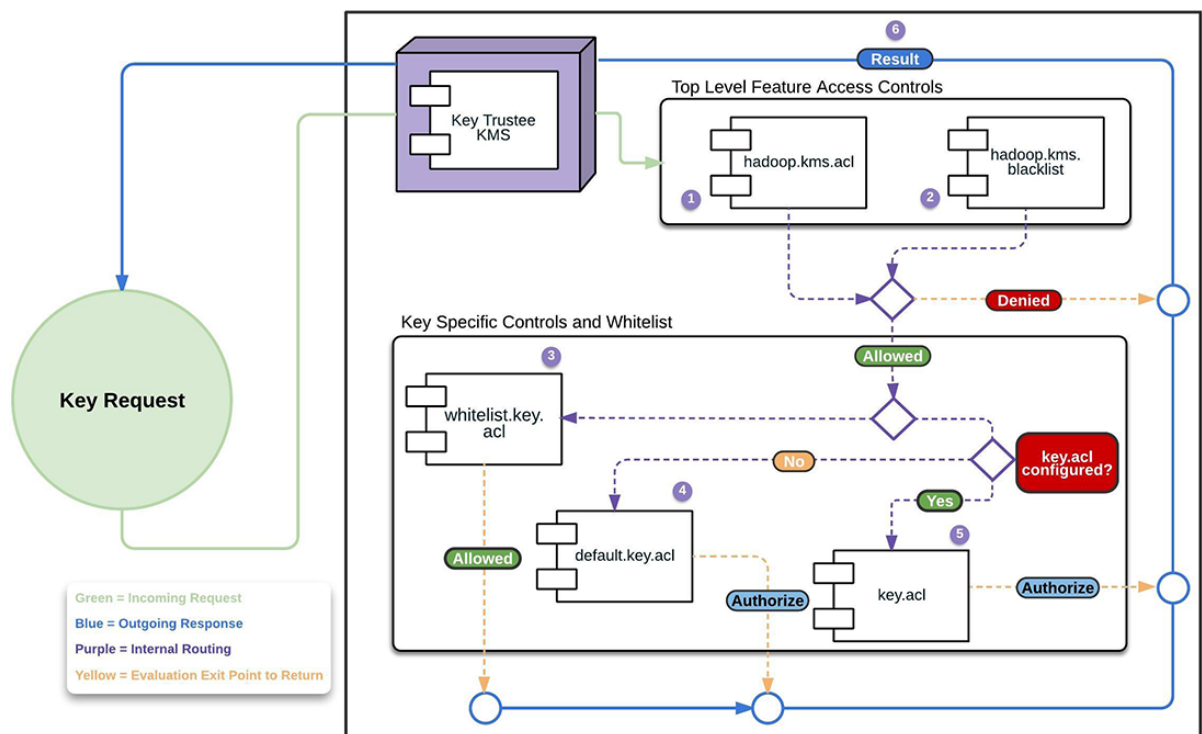 6
Result
Top Level Feature Access Controls
Key Trustee
KMS
hadoop.kms.acl
hadoop.kms.
blacklist
1
2
Denied
Key Specific Controls and Whitelist
3
Allowed
Key Request
whitelist.key.
acl
key.acl
configured?
No
4
Yes
5
default.key.acl
Allowed
key.acl
Authorize
Authorize
Green = Incoming Request
Blue = Outgoing Response
Purple = Internal Routing
Yellow = Evaluation Exit Point to Return